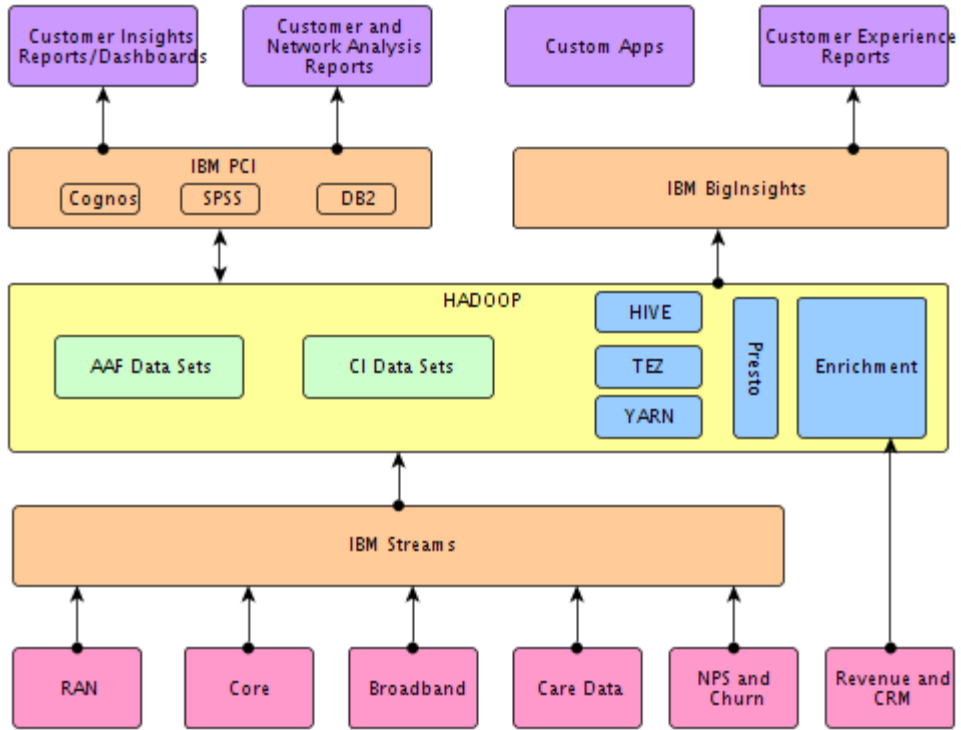 Customer Insights
Reports/Dashboards
Customer and
Network Analysis
Reports
Custom Apps
Customer Experience
Reports
IBM PCI
Cognos
SPSS
DB2
IBM BigInsights
HADOOP
AAF Data Sets
CI Data Sets
HIVE
TEZ
YARN
Presto
Enrichment
IBM Streams
RAN
Core
Broadband
Care Data
NPS and
Churn
Revenue and
CRM